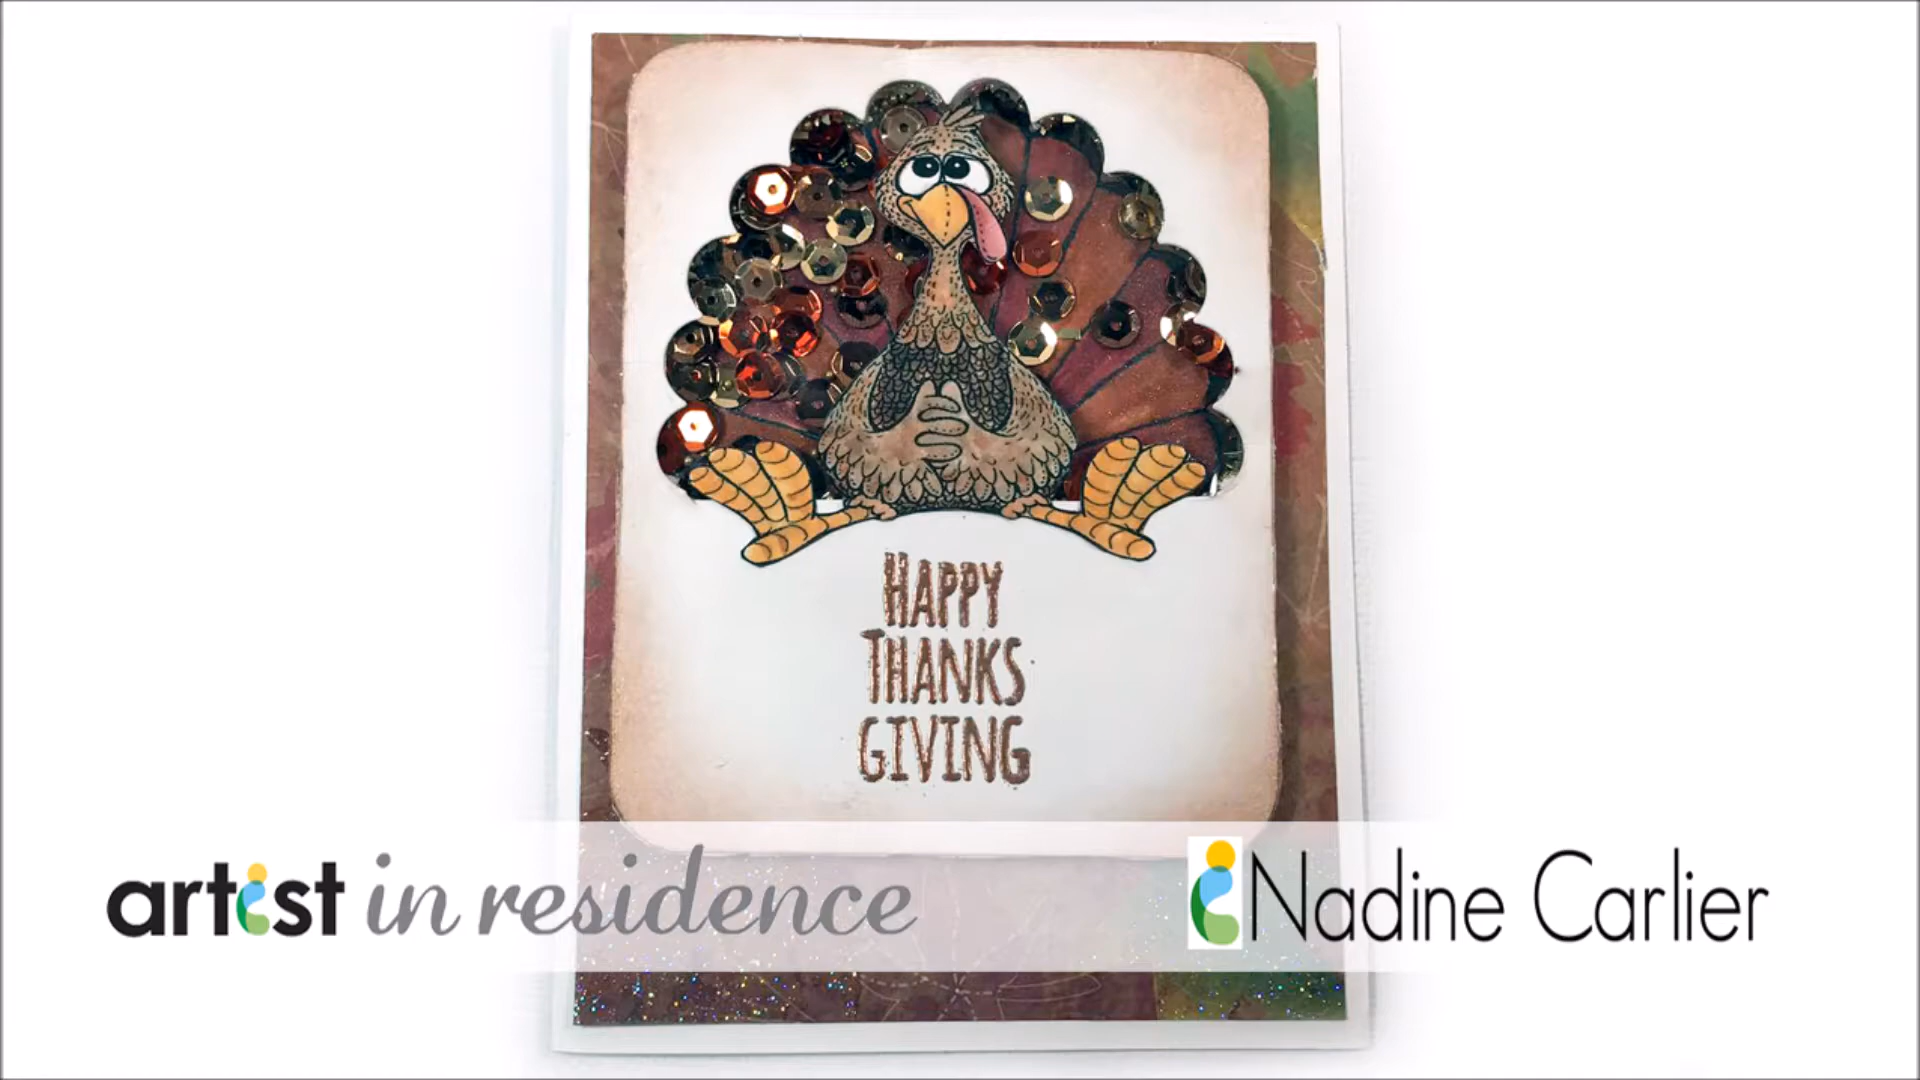 HAPPY
THANKS
GIVING
artist in residence
Nadine Carlier